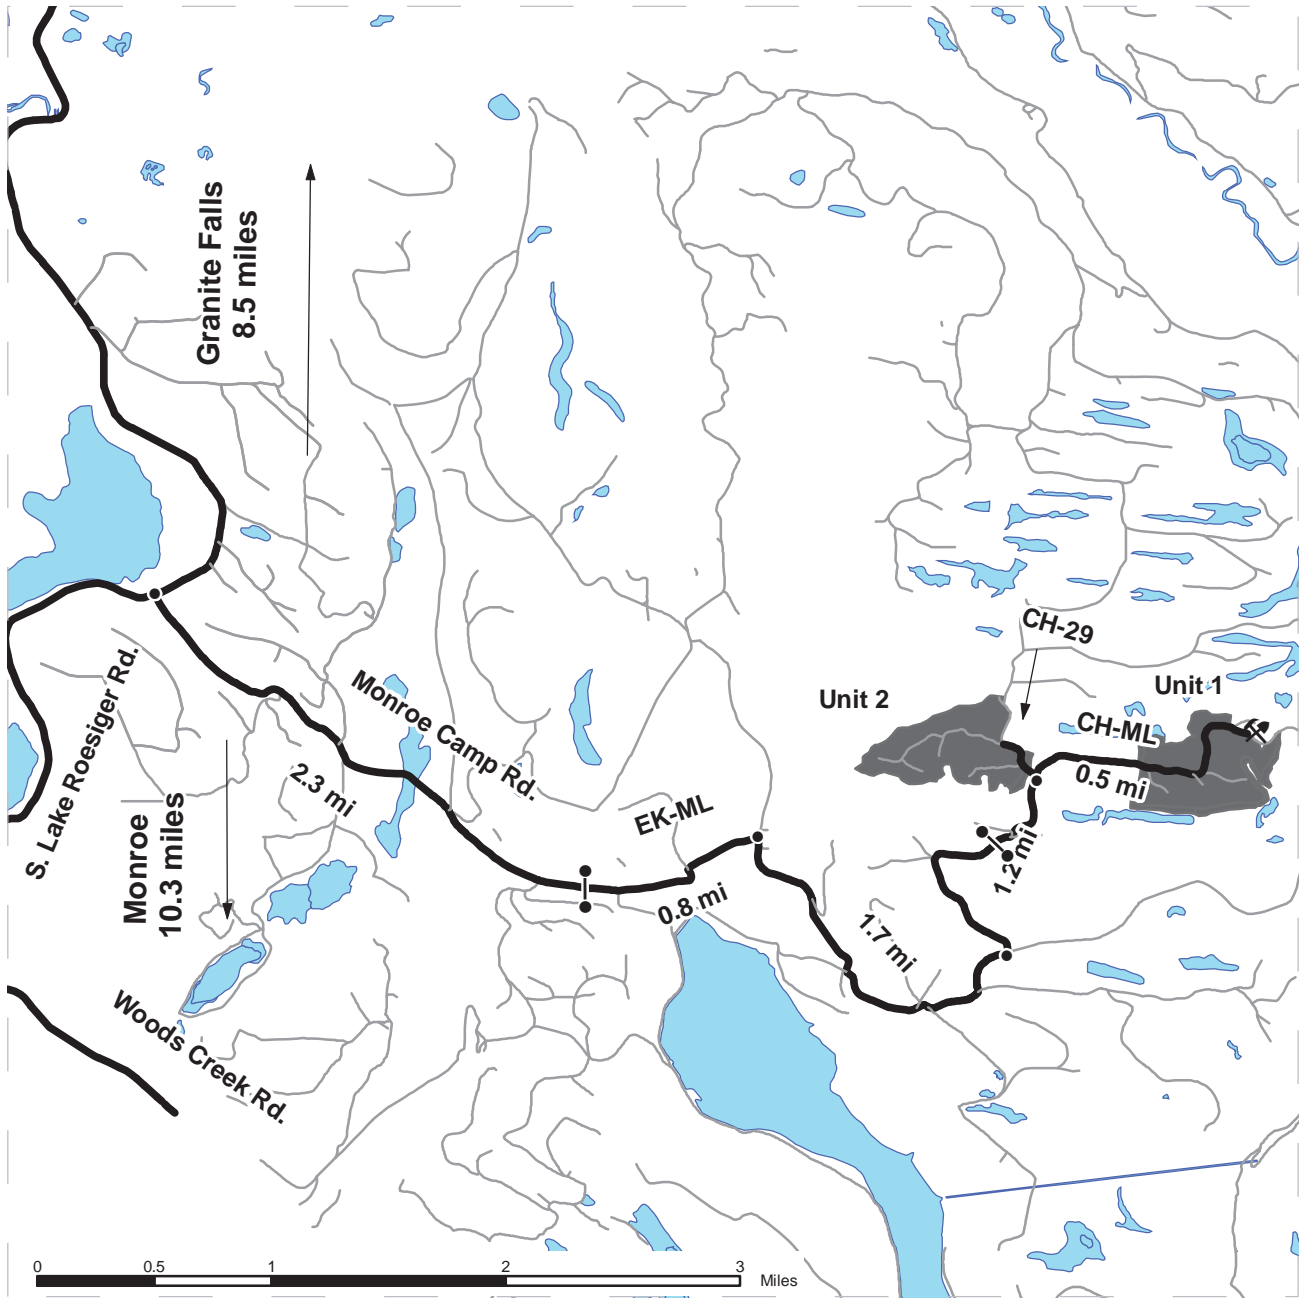 Granite Falls
8.5 miles
CH-29
Unit 2
Unit 1
CH-ML
0.5 mi
S. Lake Roesiger Rd.
Monroe Camp Rd.
2.3 mi
EK-ML
Monroe
10.3 miles
1.2 mi
0.8 mi
1.7 mi
Woods Creek Rd.
0 0.5 1 2 3 Miles